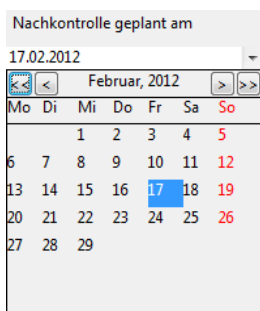 Nachkontrolle geplant am
17.02.2012
<< < Februar, 2012 > >>
Mo Di Mi Do Fr Sa So
1 2 3 4 5
6 7 8 9 10 11 12
13 14 15 16 17 18 19
20 21 22 23 24 25 26
27 28 29